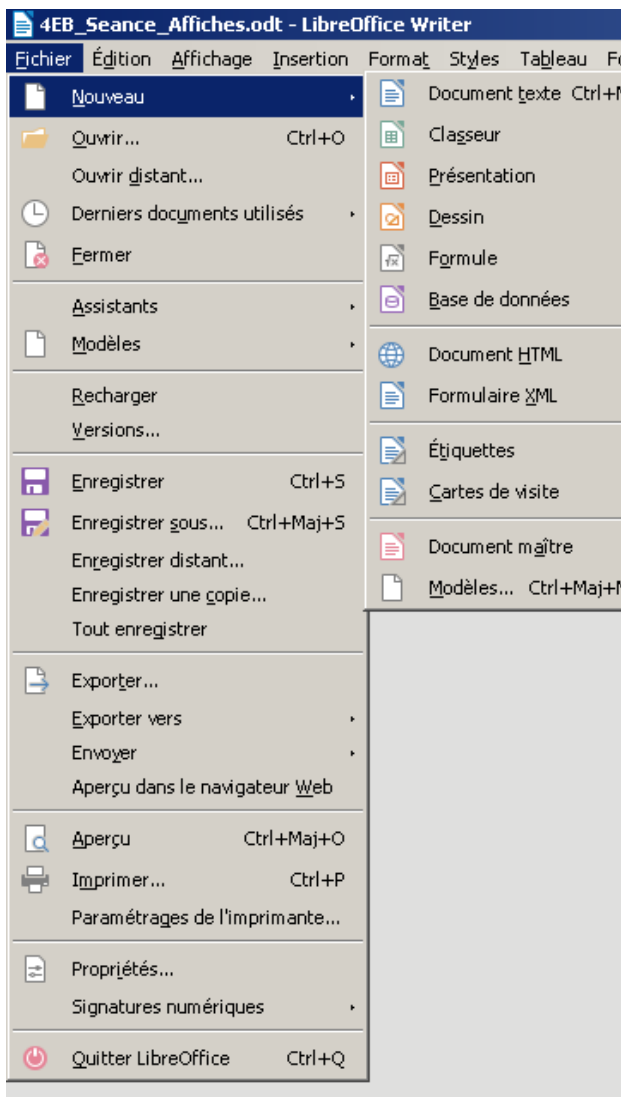 4EB_Seance_Affiches.odt - LibreOffice Writer
Fichier Édition Affichage Insertion Format Styles Tableau
Nouveau
Ouvrir... Ctrl+O
Ouvrir distant...
Derniers documents utilisés
Fermer
Assistants
Modèles
Recharger
Versions...
Enregistrer Ctrl+S
Enregistrer sous... Ctrl+Maj+S
Enregistrer distant...
Enregistrer une copie...
Tout enregistrer
Exporter...
Exporter vers
Envoyer
Aperçu dans le navigateur Web
Aperçu Ctrl+Maj+O
Imprimer... Ctrl+P
Paramétrages de l'imprimante...
Propriétés...
Signatures numériques
Quitter LibreOffice Ctrl+Q
Document texte Ctrl+N
Classeur
Présentation
Dessin
Formule
Base de données
Document HTML
Formulaire XML
Étiquettes
Cartes de visite
Document maître
Modèles... Ctrl+Maj+N